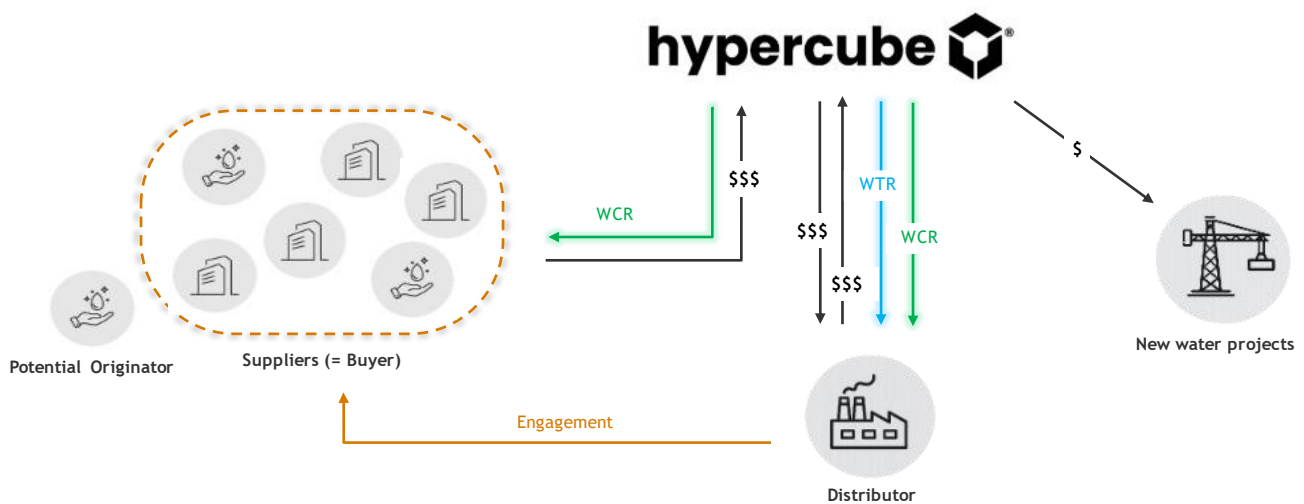 hypercube ®
$
$$$
WTR
WCR
$$$
WCR
$$$
New water projects
Suppliers (= Buyer)
Potential Originator
Engagement
Distributor